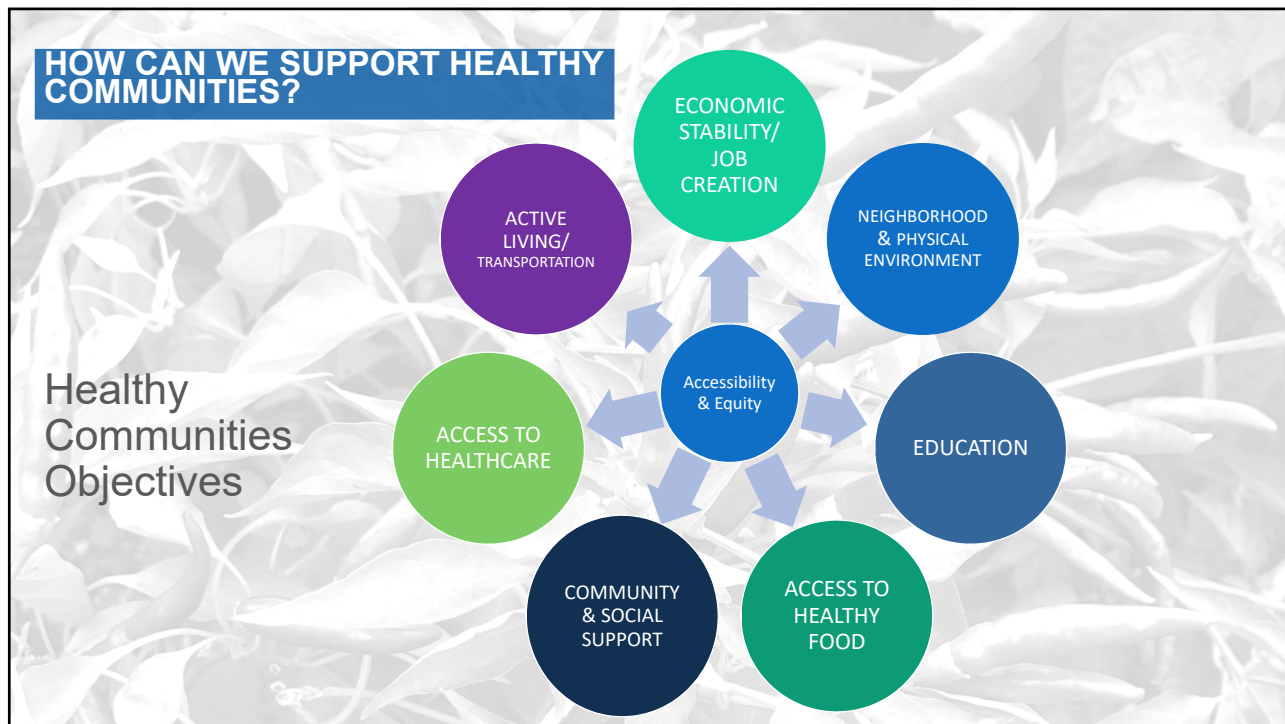 HOW CAN WE SUPPORT HEALTHY
COMMUNITIES?
Healthy
Communities
Objectives
ECONOMIC
STABILITY/
JOB
CREATION
NEIGHBORHOOD
& PHYSICAL
ENVIRONMENT
EDUCATION
ACCESS TO
HEALTHY
FOOD
COMMUNITY
& SOCIAL
SUPPORT
ACCESS TO
HEALTHCARE
ACTIVE
LIVING/
TRANSPORTATION
Accessibility
& Equity